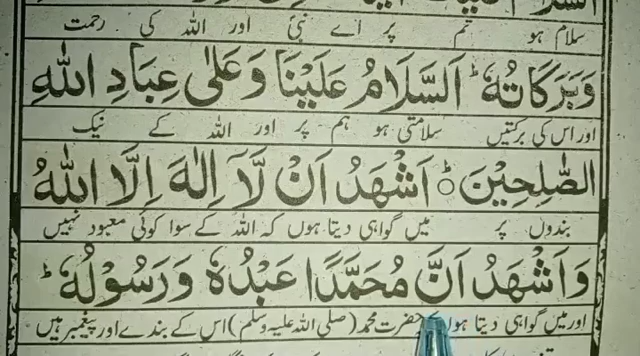 سلام ہو تم پر اے نبیؐ اور اللہ کی رحمت
وَبَرَكَاتُهٗ ؕ اَلسَّلَامُ عَلَيْنَا وَعَلٰى عِبَادِ اللّٰهِ
اور اس کی برکتیں سلامتی ہو ہم پر اور اللہ کے نیک
الصّٰلِحِيْنَ ؕ اَشْهَدُ اَنْ لَّاۤ اِلٰهَ اِلَّا اللّٰهُ
بندوں پر میں گواہی دیتا ہوں کہ اللہ کے سوا کوئی معبود نہیں
وَاَشْهَدُ اَنَّ مُحَمَّدًا عَبْدُهٗ وَرَسُوْلُهٗ ؕ
اور میں گواہی دیتا ہوں حضرت محمد (صلی اللہ علیہ وسلم) اس کے بندے اور پیغمبر ہیں